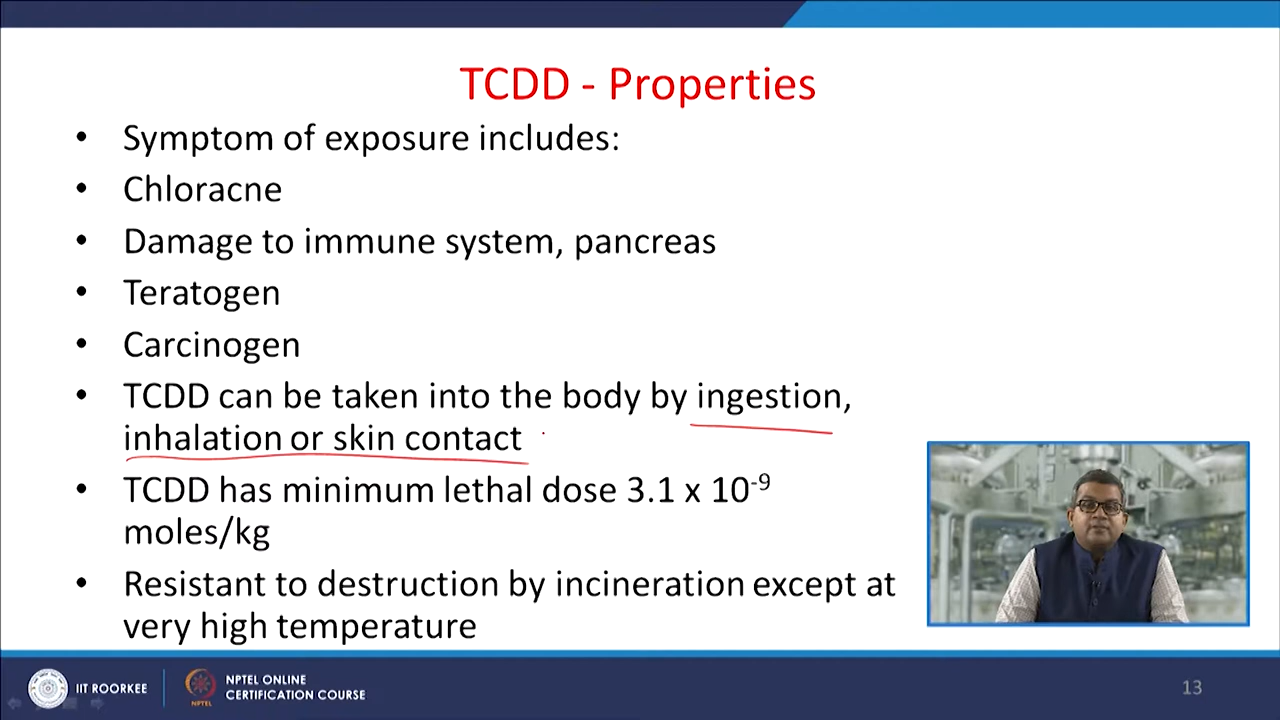 TCDD - Properties
• Symptom of exposure includes:
• Chloracne
• Damage to immune system, pancreas
• Teratogen
• Carcinogen
• TCDD can be taken into the body by ingestion,
inhalation or skin contact
• TCDD has minimum lethal dose 3.1 x 10⁻⁹
moles/kg
• Resistant to destruction by incineration except at
very high temperature
IIT ROORKEE
NPTEL
NPTEL ONLINE
CERTIFICATION COURSE
13